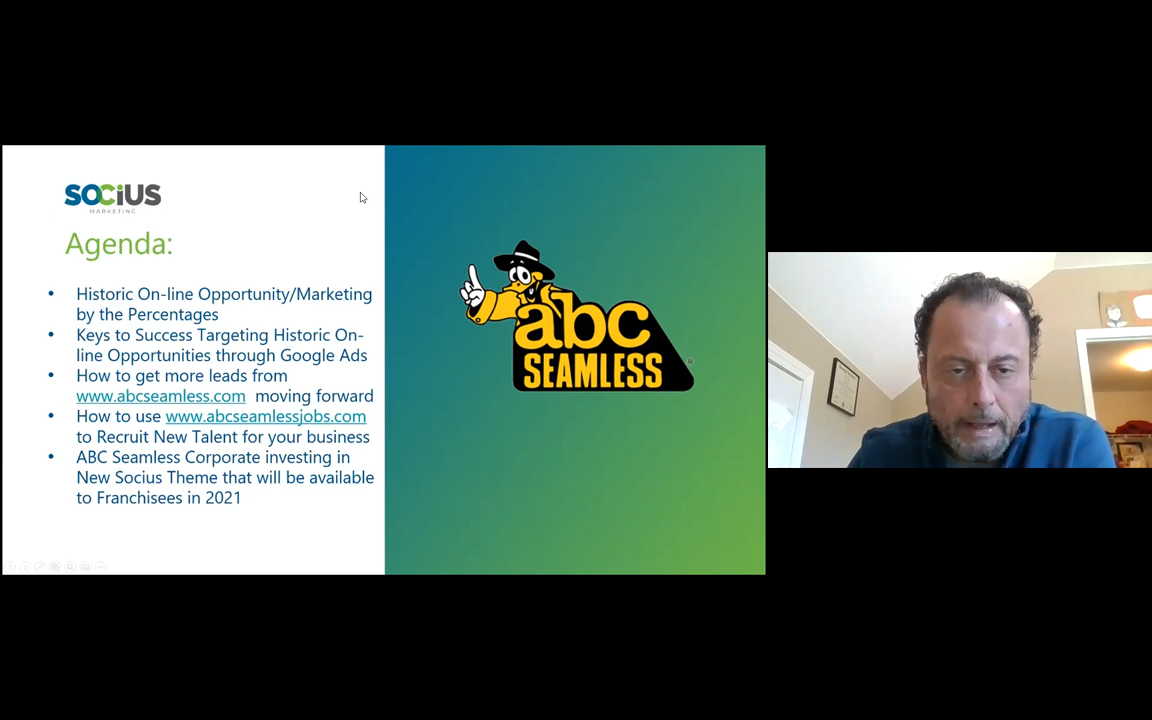 SOCiUS
MARKETING
Agenda:
• Historic On-line Opportunity/Marketing
by the Percentages
• Keys to Success Targeting Historic On-
line Opportunities through Google Ads
• How to get more leads from
www.abcseamless.com moving forward
• How to use www.abcseamlessjobs.com
to Recruit New Talent for your business
• ABC Seamless Corporate investing in
New Socius Theme that will be available
to Franchisees in 2021
abc
SEAMLESS
®